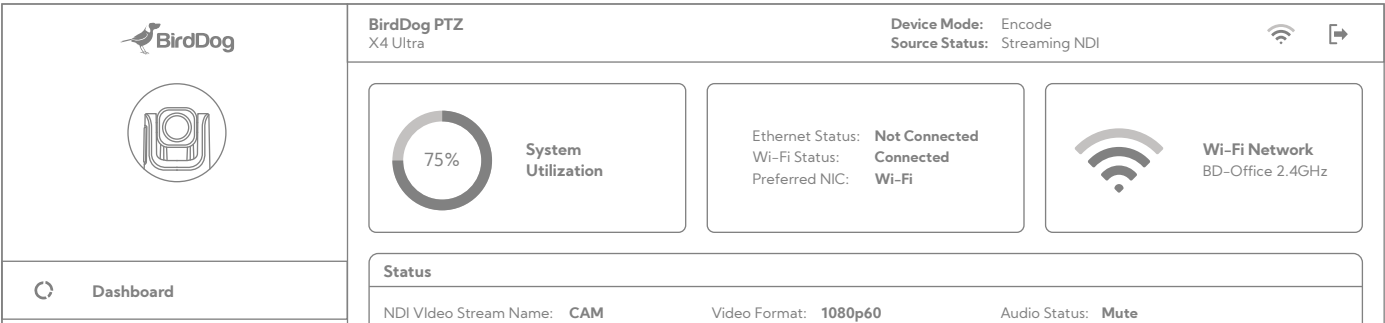 BirdDog
BirdDog PTZ
X4 Ultra
Device Mode: Encode
Source Status: Streaming NDI
75%
System
Utilization
Ethernet Status: Not Connected
Wi-Fi Status: Connected
Preferred NIC: Wi-Fi
Wi-Fi Network
BD-Office 2.4GHz
Dashboard
Status
NDI VIdeo Stream Name: CAM Video Format: 1080p60 Audio Status: Mute